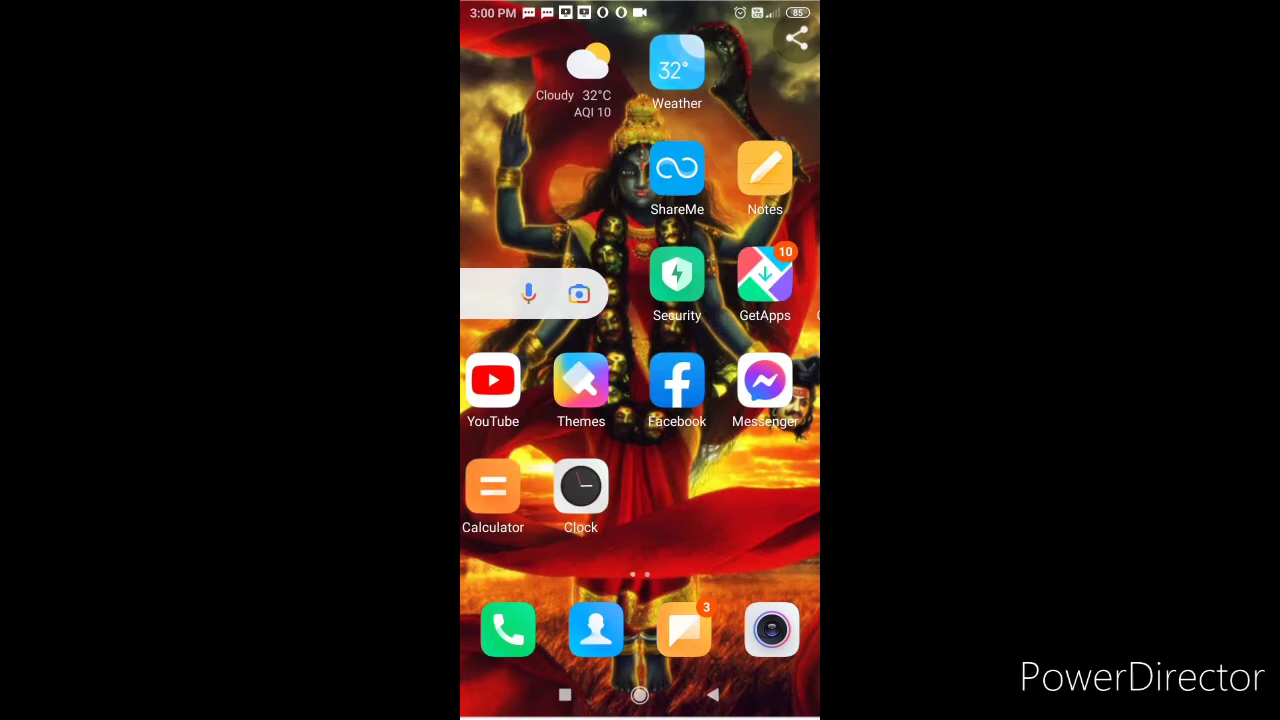 3:00 PM
85
Cloudy 32°C
AQI 10
32°
Weather
ShareMe
Notes
10
Security
GetApps
YouTube
Themes
Facebook
Messenger
Calculator
Clock
3
PowerDirector